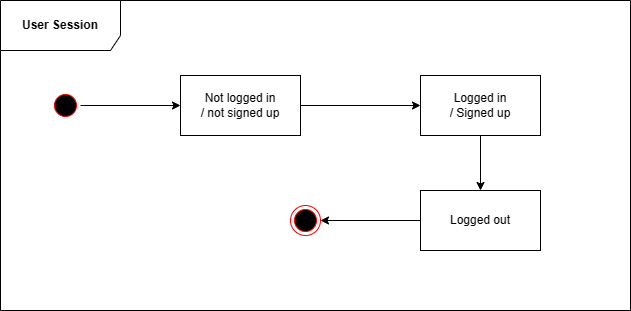 User Session
Not logged in
/ not signed up
Logged in
/ Signed up
Logged out